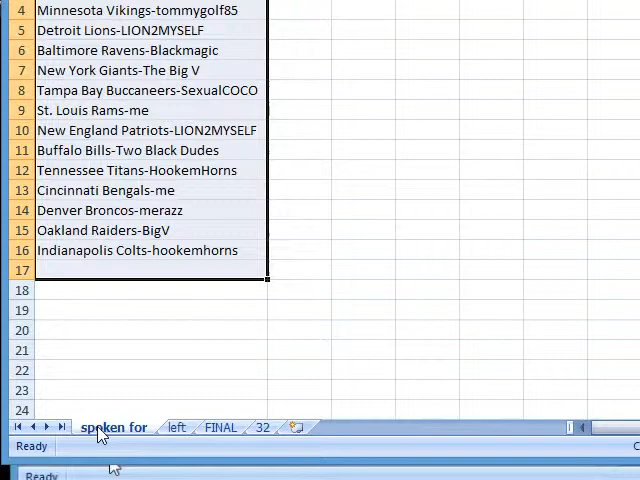 4 Minnesota Vikings-tommygolf85
5 Detroit Lions-LION2MYSELF
6 Baltimore Ravens-Blackmagic
7 New York Giants-The Big V
8 Tampa Bay Buccaneers-SexualCOCO
9 St. Louis Rams-me
10 New England Patriots-LION2MYSELF
11 Buffalo Bills-Two Black Dudes
12 Tennessee Titans-HookemHorns
13 Cincinnati Bengals-me
14 Denver Broncos-merazz
15 Oakland Raiders-BigV
16 Indianapolis Colts-hookemhorns
17
18
19
20
21
22
23
24
spoken for left FINAL 32
Ready C
Ready